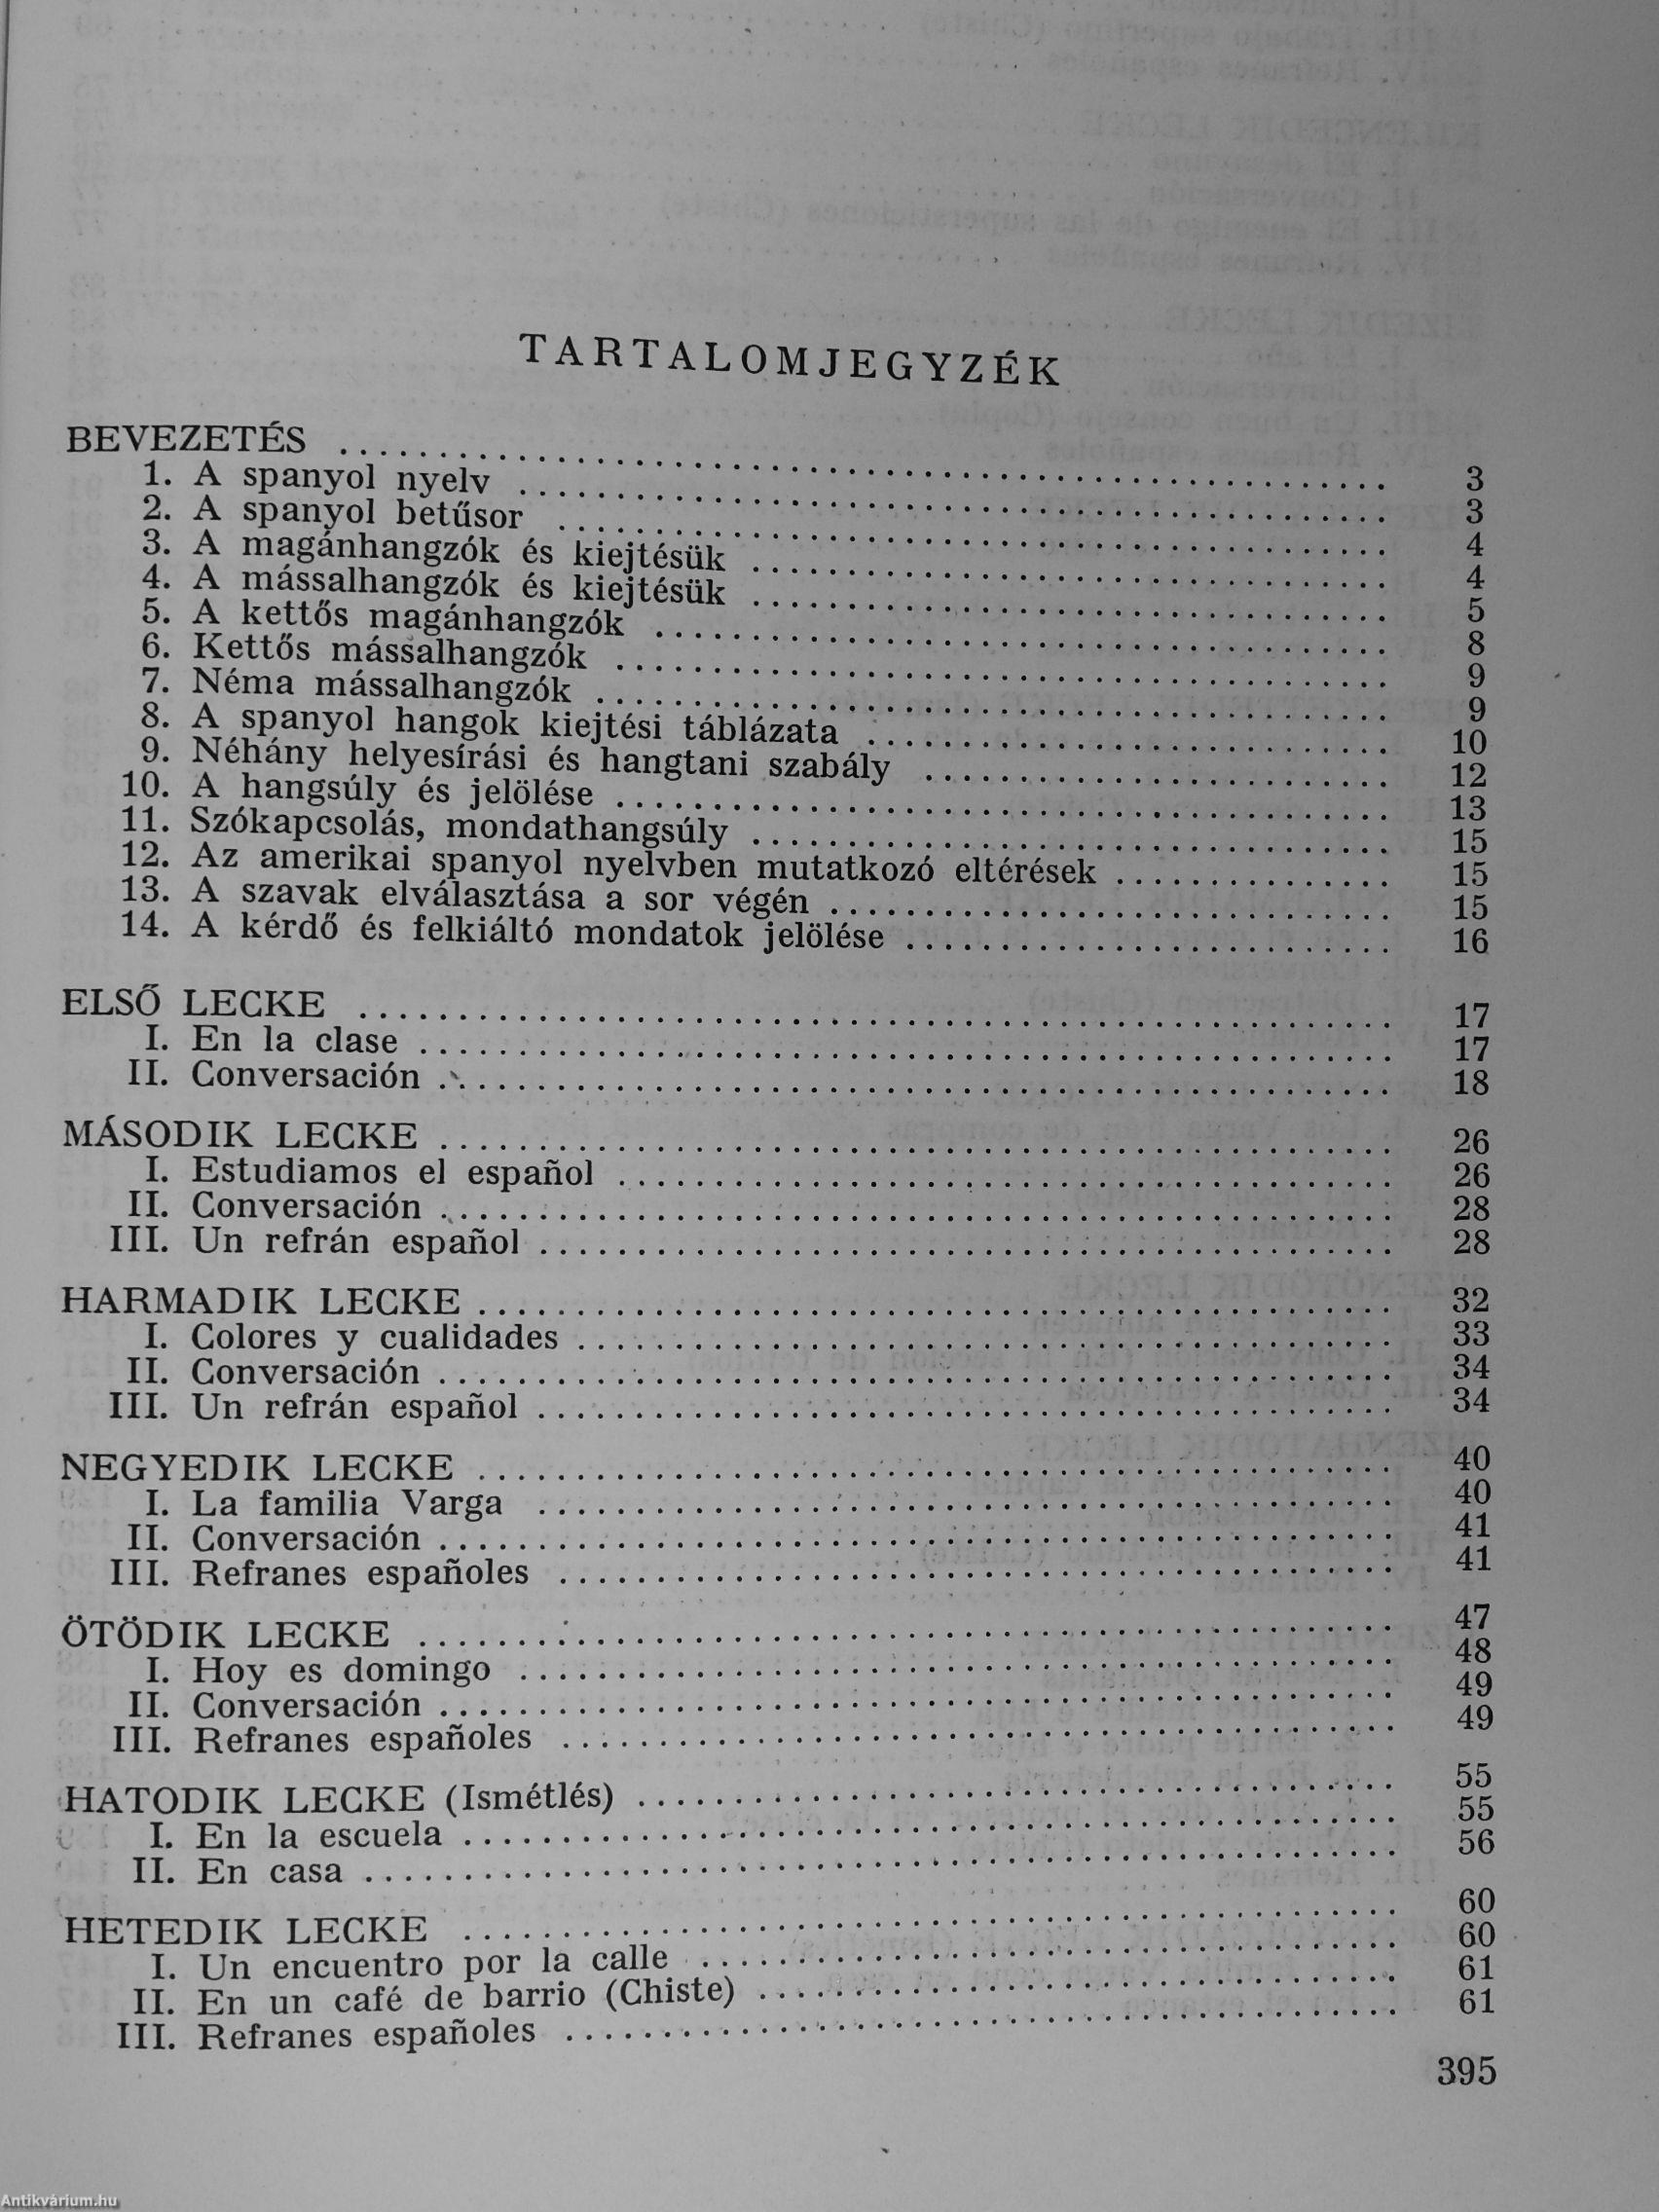 TARTALOMJEGYZÉK
BEVEZETÉS . . . . . . . . . . 3
1. A spanyol nyelv . . . . . . . . . . 3
2. A spanyol betűsor . . . . . . . . . . 4
3. A magánhangzók és kiejtésük . . . . . . . . . . 4
4. A mássalhangzók és kiejtésük . . . . . . . . . . 5
5. A kettős magánhangzók . . . . . . . . . . 8
6. Kettős mássalhangzók . . . . . . . . . . 9
7. Néma mássalhangzók . . . . . . . . . . 9
8. A spanyol hangok kiejtési táblázata . . . . . . . . . . 10
9. Néhány helyesírási és hangtani szabály . . . . . . . . . . 12
10. A hangsúly és jelölése . . . . . . . . . . 13
11. Szókapcsolás, mondathangsúly . . . . . . . . . . 15
12. Az amerikai spanyol nyelvben mutatkozó eltérések . . . . . . . . . . 15
13. A szavak elválasztása a sor végén . . . . . . . . . . 15
14. A kérdő és felkiáltó mondatok jelölése . . . . . . . . . . 16
ELSŐ LECKE . . . . . . . . . . 17
I. En la clase . . . . . . . . . . 17
II. Conversación . . . . . . . . . . 18
MÁSODIK LECKE . . . . . . . . . . 26
I. Estudiamos el español . . . . . . . . . . 26
II. Conversación . . . . . . . . . . 28
III. Un refrán español . . . . . . . . . . 28
HARMADIK LECKE . . . . . . . . . . 32
I. Colores y cualidades . . . . . . . . . . 33
II. Conversación . . . . . . . . . . 34
III. Un refrán español . . . . . . . . . . 34
NEGYEDIK LECKE . . . . . . . . . . 40
I. La familia Varga . . . . . . . . . . 40
II. Conversación . . . . . . . . . . 41
III. Refranes españoles . . . . . . . . . . 41
ÖTÖDIK LECKE . . . . . . . . . . 47
I. Hoy es domingo . . . . . . . . . . 48
II. Conversación . . . . . . . . . . 49
III. Refranes españoles . . . . . . . . . . 49
HATODIK LECKE (Ismétlés) . . . . . . . . . . 55
I. En la escuela . . . . . . . . . . 55
II. En casa . . . . . . . . . . 56
HETEDIK LECKE . . . . . . . . . . 60
I. Un encuentro por la calle . . . . . . . . . . 60
II. En un café de barrio (Chiste) . . . . . . . . . . 61
III. Refranes españoles . . . . . . . . . . 61
395
Antikvárium.hu